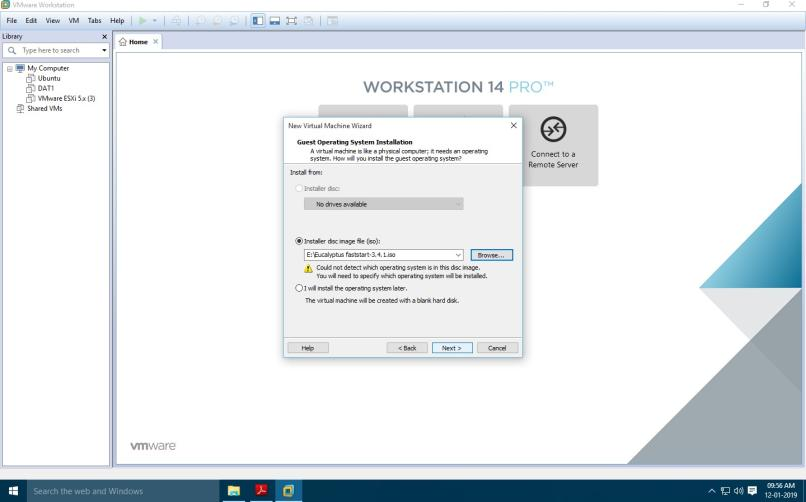 VMware Workstation
File Edit View VM Tabs Help
Library
Type here to search
My Computer
Ubuntu
DAT1
VMware ESXi 5.x (3)
Shared VMs
Home
WORKSTATION 14 PRO™
Connect to a
Remote Server
New Virtual Machine Wizard
Guest Operating System Installation
A virtual machine is like a physical computer; it needs an operating
system. How will you install the guest operating system?
Install from:
Installer disc:
No drives available
Installer disc image file (iso):
E:\Eucalyptus faststart-3.4.1.iso
Browse...
Could not detect which operating system is in this disc image.
You will need to specify which operating system will be installed.
I will install the operating system later.
The virtual machine will be created with a blank hard disk.
Help < Back Next > Cancel
vmware
Search the web and Windows
09:56 AM
12-01-2019